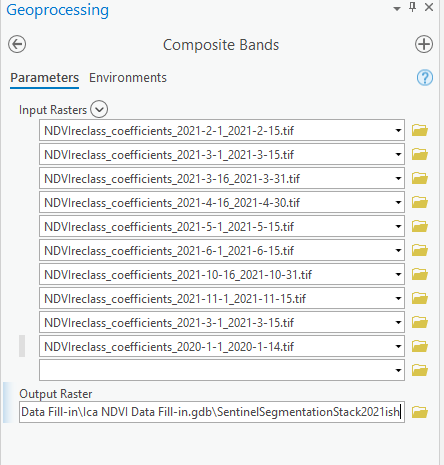 Geoprocessing
Composite Bands
Parameters Environments
Input Rasters
NDVIreclass_coefficients_2021-2-1_2021-2-15.tif
NDVIreclass_coefficients_2021-3-1_2021-3-15.tif
NDVIreclass_coefficients_2021-3-16_2021-3-31.tif
NDVIreclass_coefficients_2021-4-16_2021-4-30.tif
NDVIreclass_coefficients_2021-5-1_2021-5-15.tif
NDVIreclass_coefficients_2021-6-1_2021-6-15.tif
NDVIreclass_coefficients_2021-10-16_2021-10-31.tif
NDVIreclass_coefficients_2021-11-1_2021-11-15.tif
NDVIreclass_coefficients_2021-3-1_2021-3-15.tif
NDVIreclass_coefficients_2020-1-1_2020-1-14.tif
Output Raster
Data Fill-in\Ica NDVI Data Fill-in.gdb\SentinelSegmentationStack2021ish